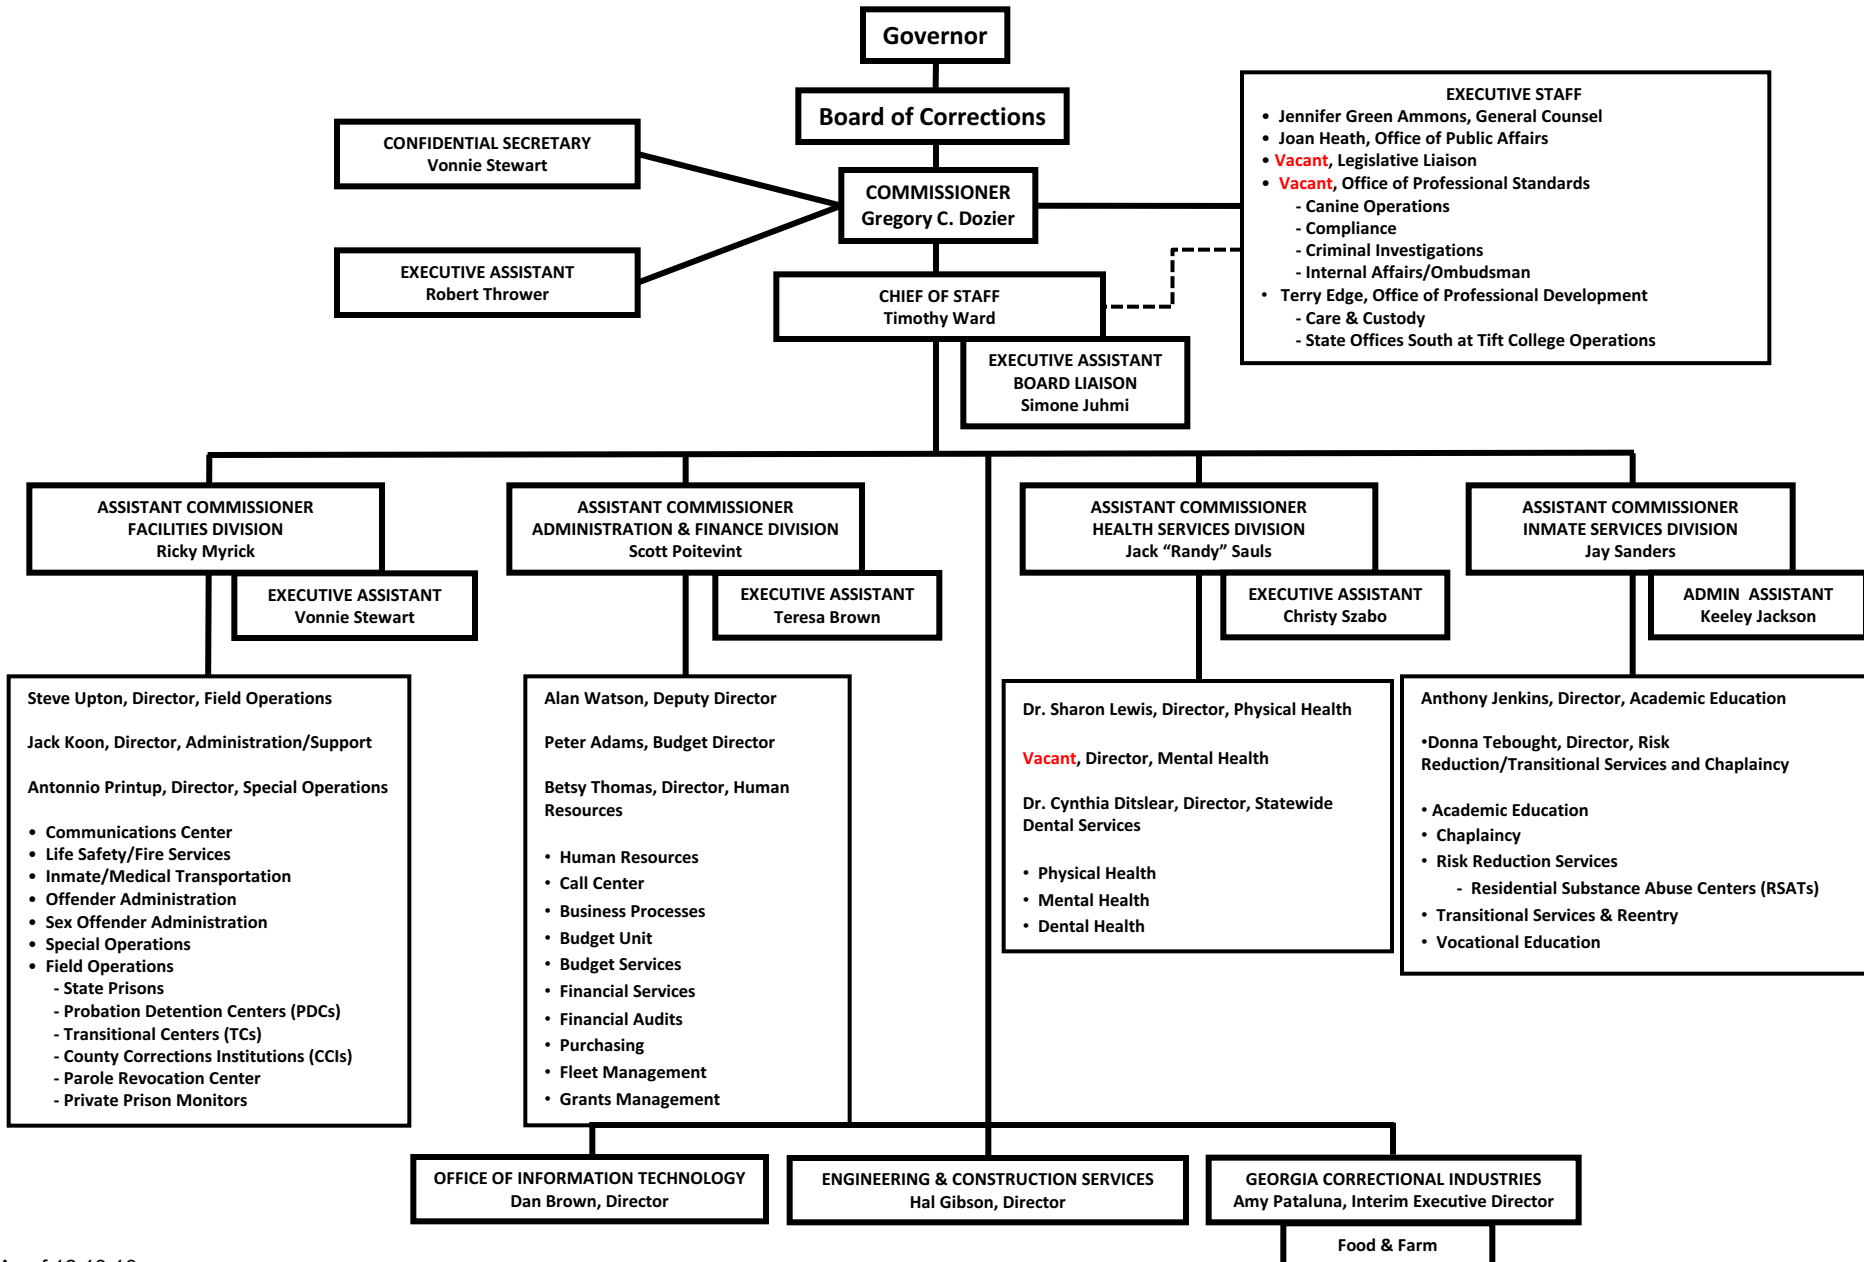 Governor
Board of Corrections
CONFIDENTIAL SECRETARY
Vonnie Stewart
COMMISSIONER
Gregory C. Dozier
EXECUTIVE ASSISTANT
Robert Thrower
EXECUTIVE STAFF
• Jennifer Green Ammons, General Counsel
• Joan Heath, Office of Public Affairs
• Vacant, Legislative Liaison
• Vacant, Office of Professional Standards
- Canine Operations
- Compliance
- Criminal Investigations
- Internal Affairs/Ombudsman
• Terry Edge, Office of Professional Development
- Care & Custody
- State Offices South at Tift College Operations
CHIEF OF STAFF
Timothy Ward
EXECUTIVE ASSISTANT
BOARD LIAISON
Simone Juhmi
ASSISTANT COMMISSIONER
FACILITIES DIVISION
Ricky Myrick
EXECUTIVE ASSISTANT
Vonnie Stewart
ASSISTANT COMMISSIONER
ADMINISTRATION & FINANCE DIVISION
Scott Poitevint
EXECUTIVE ASSISTANT
Teresa Brown
ASSISTANT COMMISSIONER
HEALTH SERVICES DIVISION
Jack “Randy” Sauls
EXECUTIVE ASSISTANT
Christy Szabo
ASSISTANT COMMISSIONER
INMATE SERVICES DIVISION
Jay Sanders
ADMIN ASSISTANT
Keeley Jackson
Steve Upton, Director, Field Operations
Jack Koon, Director, Administration/Support
Antonnio Printup, Director, Special Operations
• Communications Center
• Life Safety/Fire Services
• Inmate/Medical Transportation
• Offender Administration
• Sex Offender Administration
• Special Operations
• Field Operations
- State Prisons
- Probation Detention Centers (PDCs)
- Transitional Centers (TCs)
- County Corrections Institutions (CCIs)
- Parole Revocation Center
- Private Prison Monitors
Alan Watson, Deputy Director
Peter Adams, Budget Director
Betsy Thomas, Director, Human
Resources
• Human Resources
• Call Center
• Business Processes
• Budget Unit
• Budget Services
• Financial Services
• Financial Audits
• Purchasing
• Fleet Management
• Grants Management
Dr. Sharon Lewis, Director, Physical Health
Vacant, Director, Mental Health
Dr. Cynthia Ditslear, Director, Statewide
Dental Services
• Physical Health
• Mental Health
• Dental Health
Anthony Jenkins, Director, Academic Education
•Donna Tebought, Director, Risk
Reduction/Transitional Services and Chaplaincy
• Academic Education
• Chaplaincy
• Risk Reduction Services
- Residential Substance Abuse Centers (RSATs)
• Transitional Services & Reentry
• Vocational Education
OFFICE OF INFORMATION TECHNOLOGY
Dan Brown, Director
ENGINEERING & CONSTRUCTION SERVICES
Hal Gibson, Director
GEORGIA CORRECTIONAL INDUSTRIES
Amy Pataluna, Interim Executive Director
Food & Farm